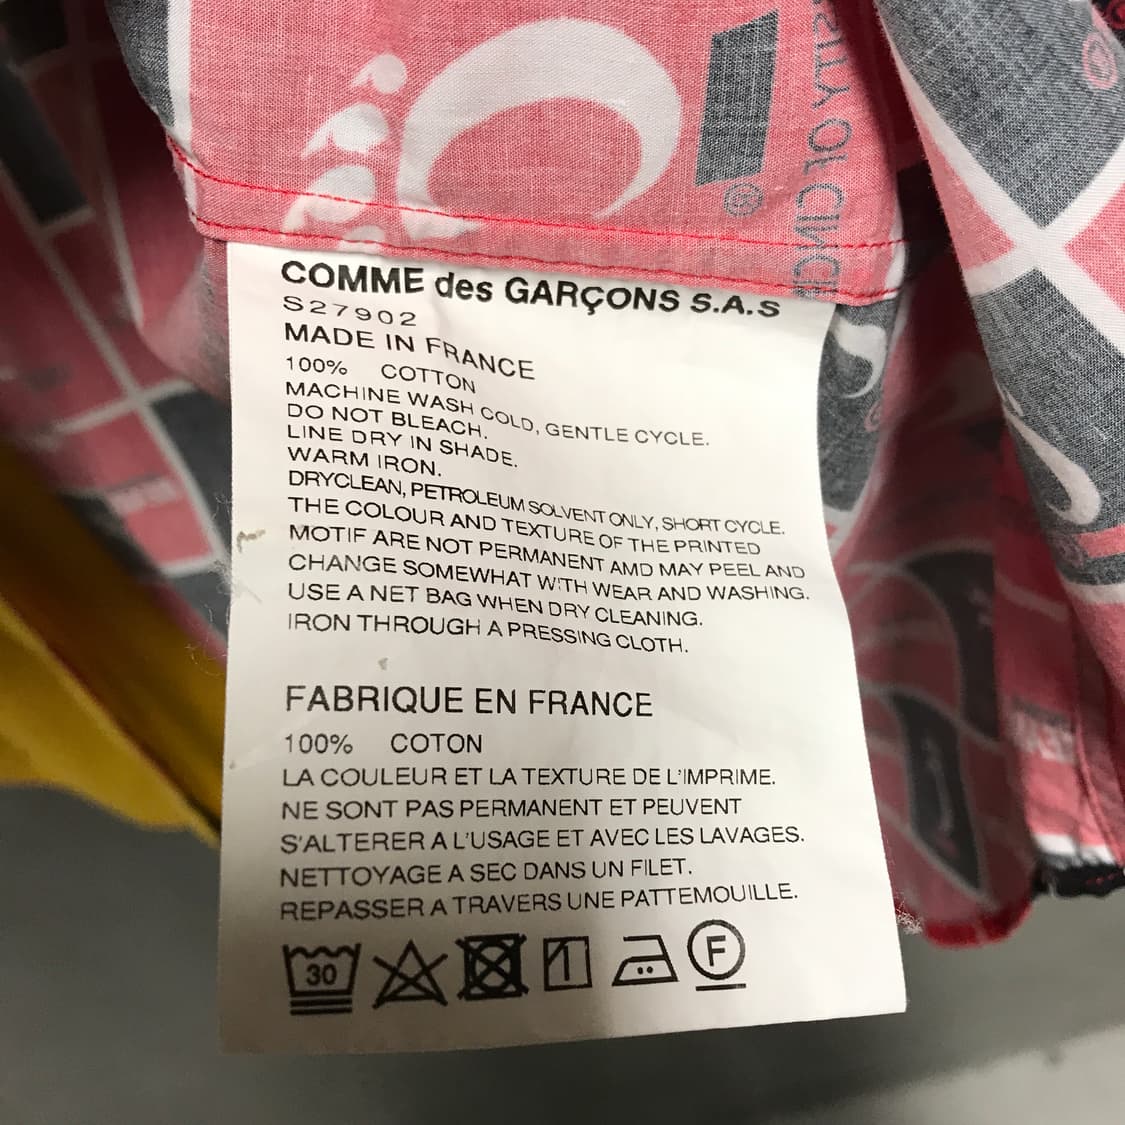 SITY OF CINCI
®
COMME des GARÇONS S.A.S
S27902
MADE IN FRANCE
100% COTTON
MACHINE WASH COLD, GENTLE CYCLE.
DO NOT BLEACH.
LINE DRY IN SHADE.
WARM IRON.
DRYCLEAN, PETROLEUM SOLVENT ONLY, SHORT CYCLE.
THE COLOUR AND TEXTURE OF THE PRINTED
MOTIF ARE NOT PERMANENT AMD MAY PEEL AND
CHANGE SOMEWHAT WITH WEAR AND WASHING.
USE A NET BAG WHEN DRY CLEANING.
IRON THROUGH A PRESSING CLOTH.
FABRIQUE EN FRANCE
100% COTON
LA COULEUR ET LA TEXTURE DE L'IMPRIME.
NE SONT PAS PERMANENT ET PEUVENT
S'ALTERER A L'USAGE ET AVEC LES LAVAGES.
NETTOYAGE A SEC DANS UN FILET.
REPASSER A TRAVERS UNE PATTEMOUILLE.
30 F